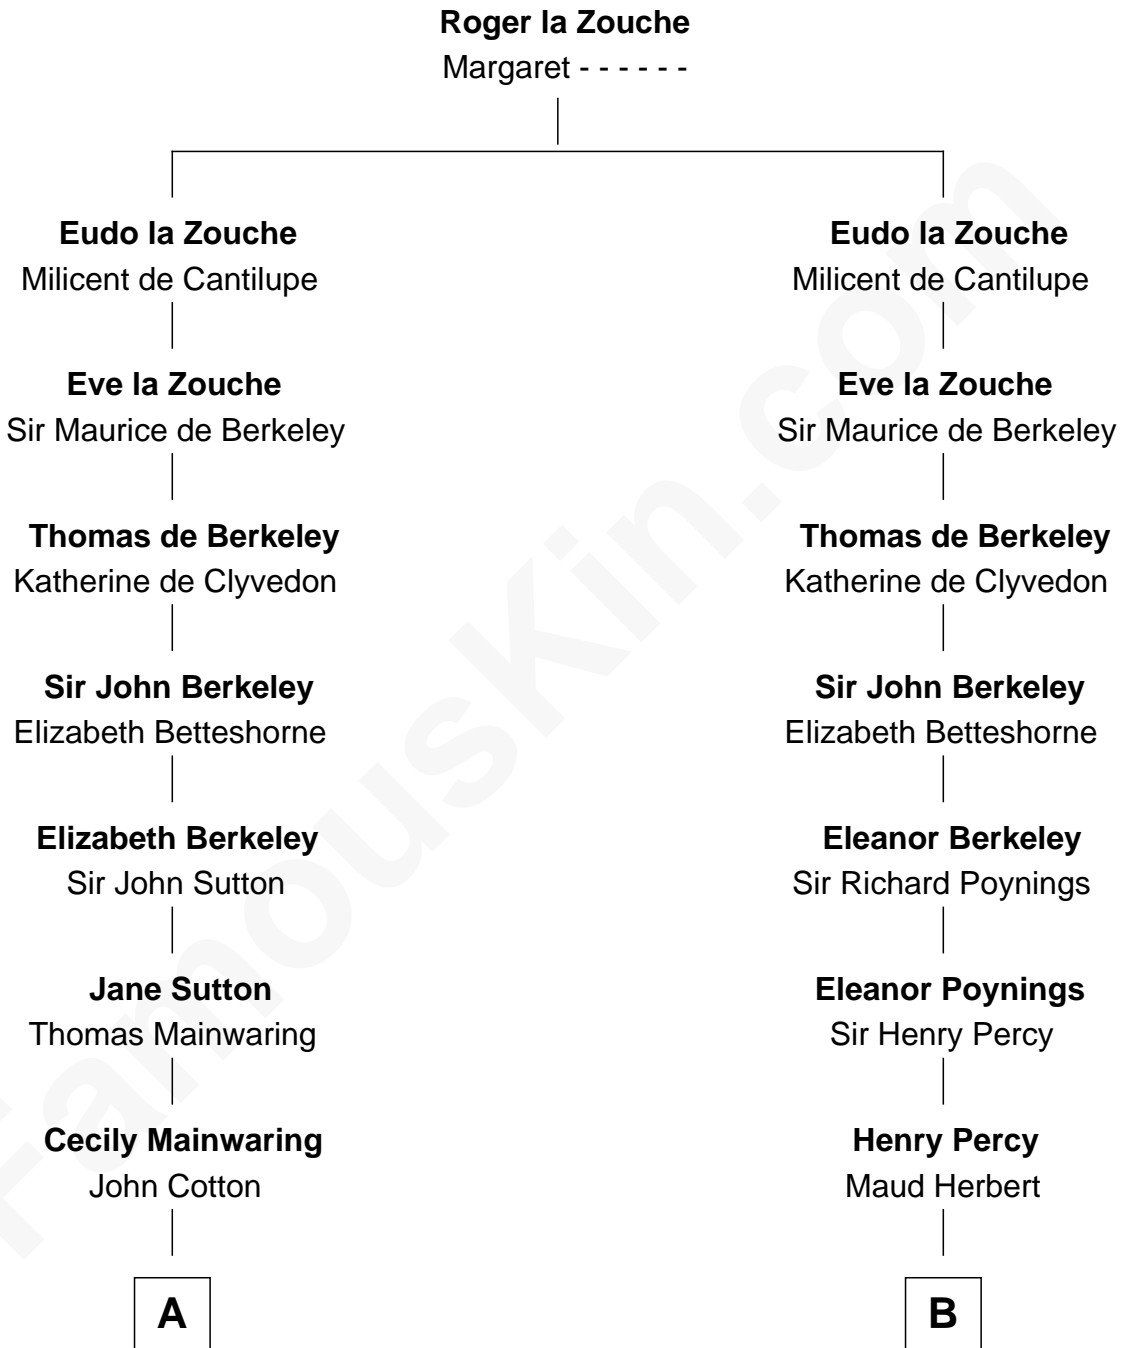 Roger la Zouche
Margaret - - - - - -
Eudo la Zouche
Milicent de Cantilupe
Eve la Zouche
Sir Maurice de Berkeley
Thomas de Berkeley
Katherine de Clyvedon
Sir John Berkeley
Elizabeth Betteshorne
Elizabeth Berkeley
Sir John Sutton
Jane Sutton
Thomas Mainwaring
Cecily Mainwaring
John Cotton
A
Eudo la Zouche
Milicent de Cantilupe
Eve la Zouche
Sir Maurice de Berkeley
Thomas de Berkeley
Katherine de Clyvedon
Sir John Berkeley
Elizabeth Betteshorne
Eleanor Berkeley
Sir Richard Poynings
Eleanor Poynings
Sir Henry Percy
Henry Percy
Maud Herbert
B
FamousKin.com